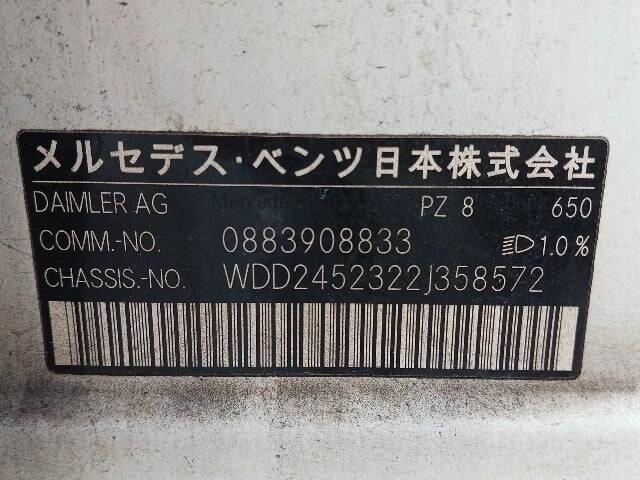 メルセデス・ベンツ日本株式会社
DAIMLER AG PZ 8 650
COMM.-NO. 0883908833 1.0 %
CHASSIS.-NO. WDD2452322J358572